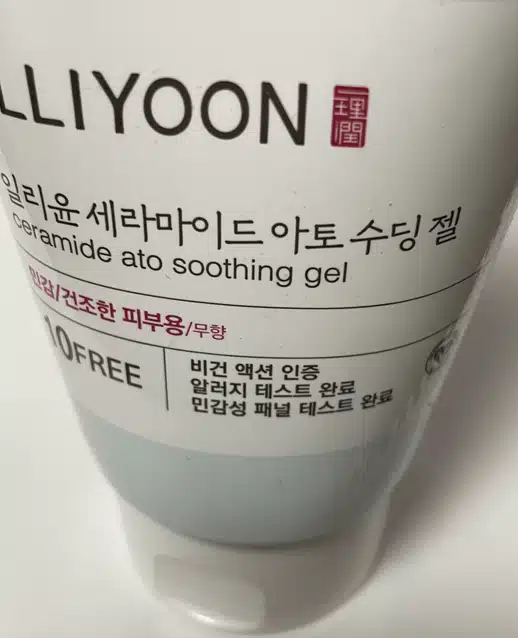 LLIYOON 理潤
일리윤 세라마이드 아토 수딩 젤
ceramide ato soothing gel
민감/건조한 피부용/무향
10FREE
비건 액션 인증
알러지 테스트 완료
민감성 패널 테스트 완료